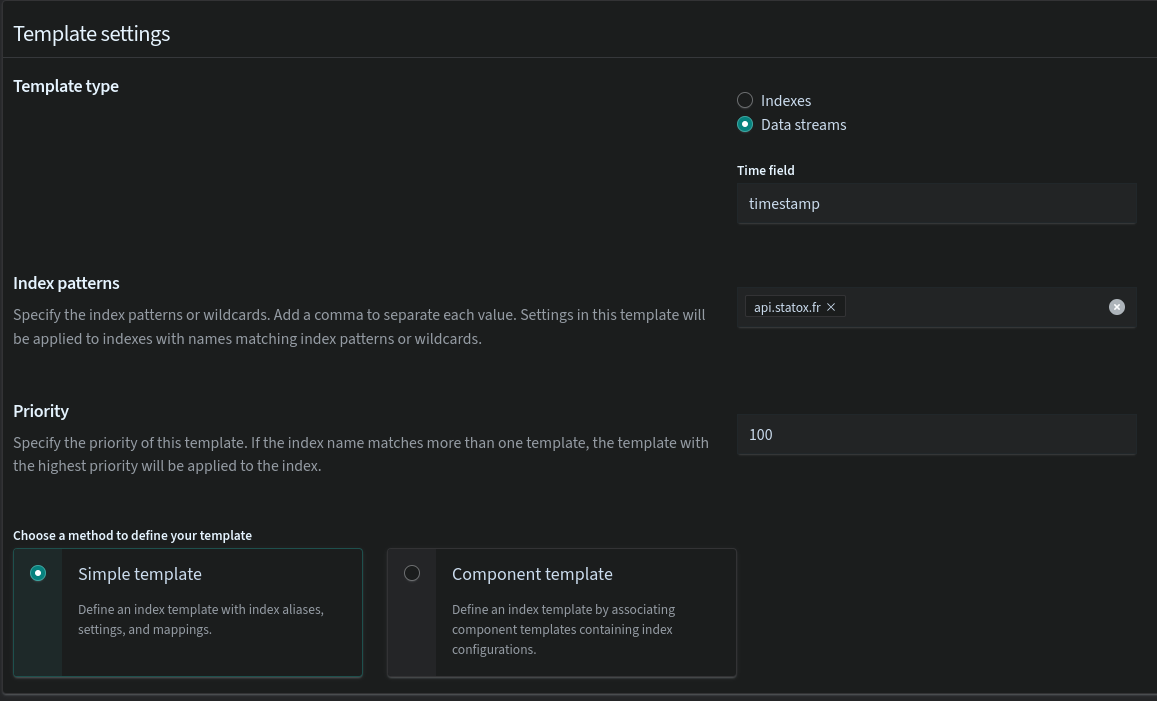 Template settings
Template type
Indexes
Data streams
Time field
timestamp
Index patterns
Specify the index patterns or wildcards. Add a comma to separate each value. Settings in this template will
be applied to indexes with names matching index patterns or wildcards.
api.statox.fr
Priority
Specify the priority of this template. If the index name matches more than one template, the template with
the highest priority will be applied to the index.
100
Choose a method to define your template
Simple template
Define an index template with index aliases,
settings, and mappings.
Component template
Define an index template by associating
component templates containing index
configurations.